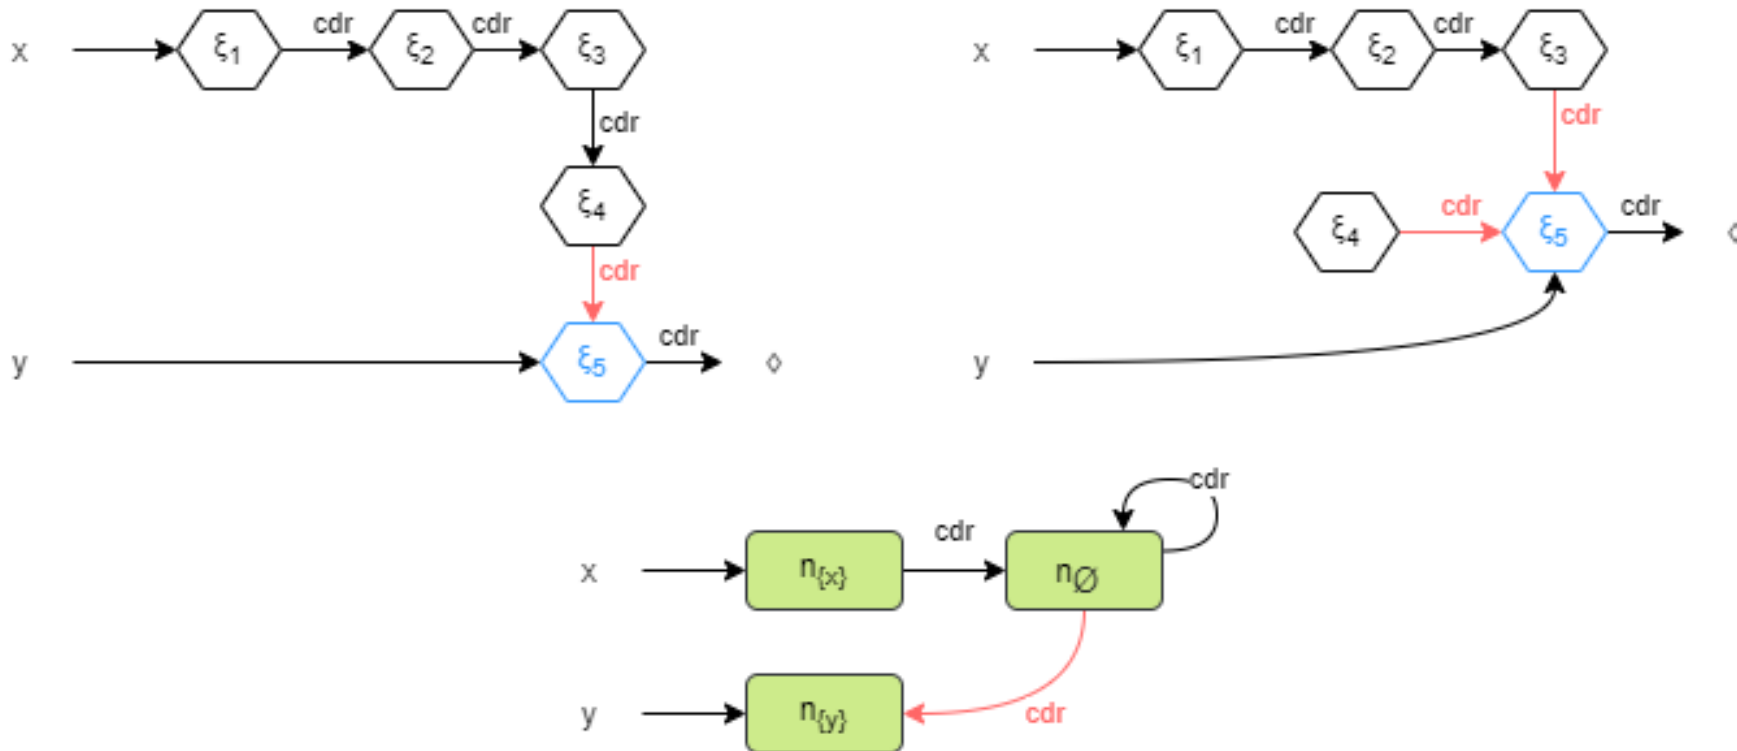 x ξ1 cdr ξ2 cdr ξ3
cdr
ξ4
cdr
y ξ5 cdr ◊
x ξ1 cdr ξ2 cdr ξ3
cdr
ξ4 cdr ξ5 cdr ◊
y
cdr
x n{x} cdr n∅
y n{y} cdr